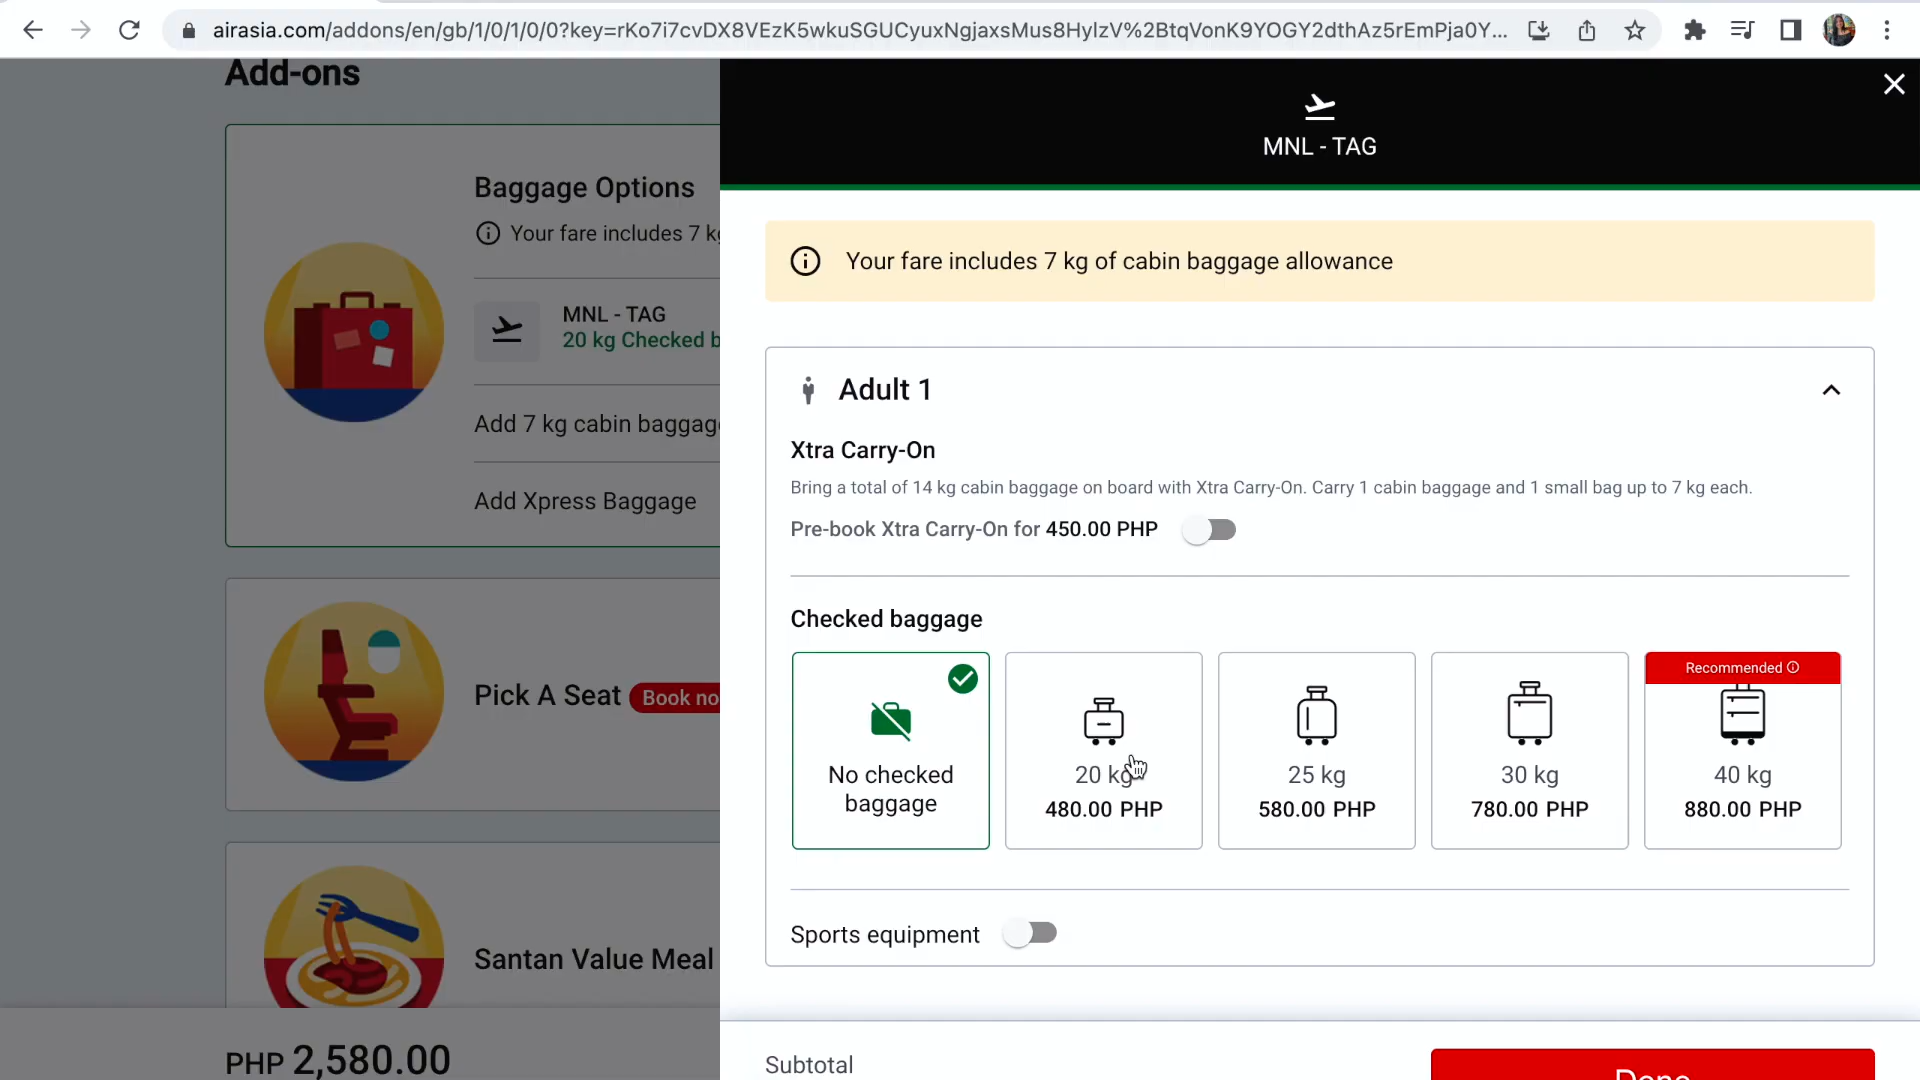 airasia.com/addons/en/gb/1/0/1/0/0?key=rKo7i7cvDX8VEzK5wkuSGUCyuxNgjaxsMus8HylzV%2BtqVonK9YOGY2dthAz5rEmPja0Y...
Add-ons
Baggage Options
Your fare includes 7 kg
MNL - TAG
20 kg Checked b
Add 7 kg cabin baggage
Add Xpress Baggage
Pick A Seat
Book no
Santan Value Meal
PHP 2,580.00
MNL - TAG
Your fare includes 7 kg of cabin baggage allowance
Adult 1
Xtra Carry-On
Bring a total of 14 kg cabin baggage on board with Xtra Carry-On. Carry 1 cabin baggage and 1 small bag up to 7 kg each.
Pre-book Xtra Carry-On for 450.00 PHP
Checked baggage
No checked
baggage
20 kg
480.00 PHP
25 kg
580.00 PHP
30 kg
780.00 PHP
Recommended
40 kg
880.00 PHP
Sports equipment
Subtotal
Done